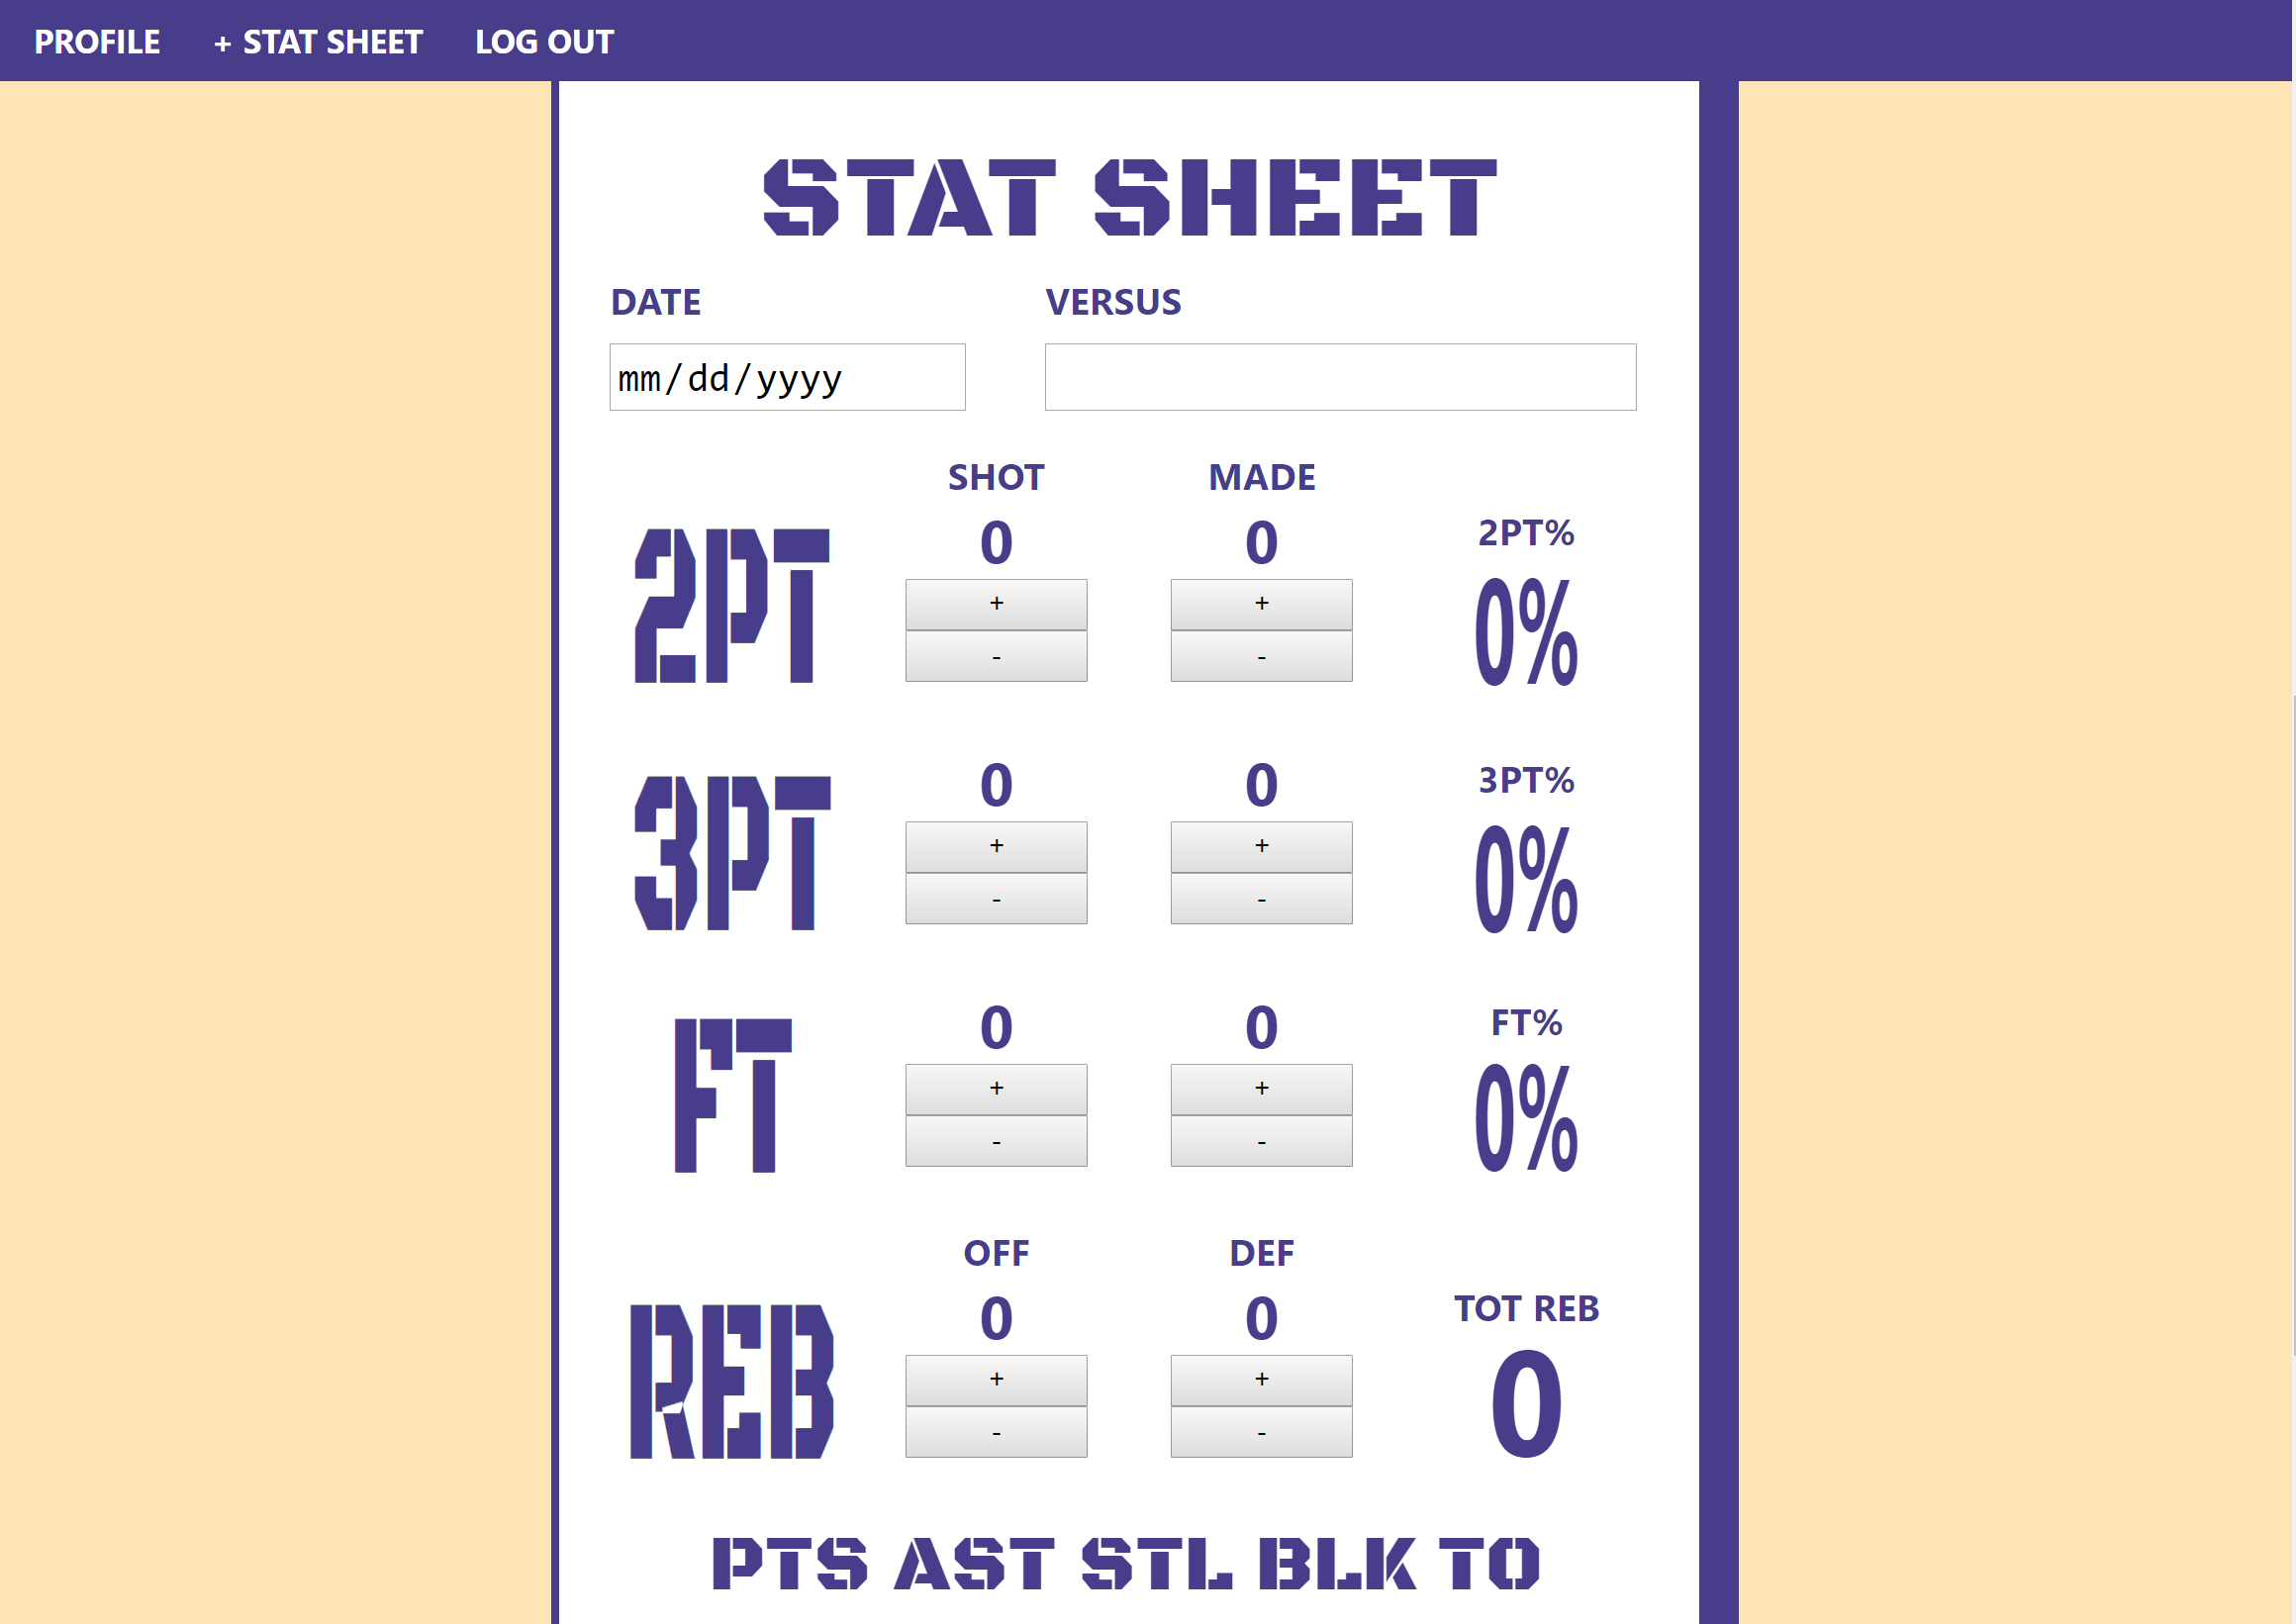 PROFILE + STAT SHEET LOG OUT
STAT SHEET
DATE VERSUS
mm/dd/yyyy
SHOT MADE
2PT 0 0 2PT%
+ + 0%
- -
3PT 0 0 3PT%
+ + 0%
- -
FT 0 0 FT%
+ + 0%
- -
OFF DEF
REB 0 0 TOT REB
+ + 0
- -
PTS AST STL BLK TO